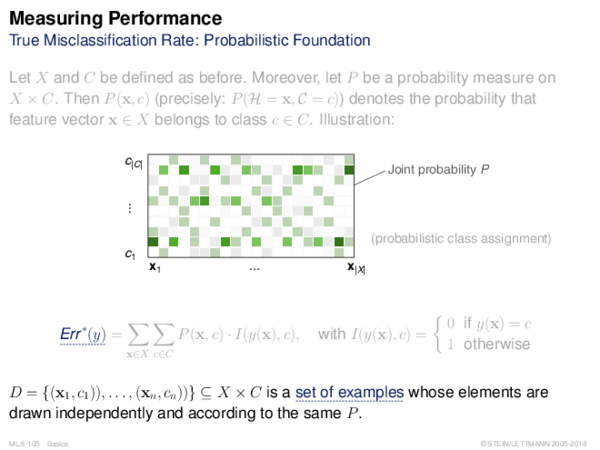 Measuring Performance
True Misclassification Rate: Probabilistic Foundation
Let X and C be defined as before. Moreover, let P be a probability measure on
X × C. Then P(x, c) (precisely: P(ℋ = x, 𝒞 = c)) denotes the probability that
feature vector x ∈ X belongs to class c ∈ C. Illustration:
c|C|
Joint probability P
⋮
(probabilistic class assignment)
c1
x1 ... x|X|
Err*(y) = ∑x∈X ∑c∈C P(x, c) · I(y(x), c), with I(y(x), c) = { 0 if y(x) = c
1 otherwise
D = {(x1, c1)), . . . , (xn, cn))} ⊆ X × C is a set of examples whose elements are
drawn independently and according to the same P.
ML:II-105 Basics © STEIN/LETTMANN 2005-2018